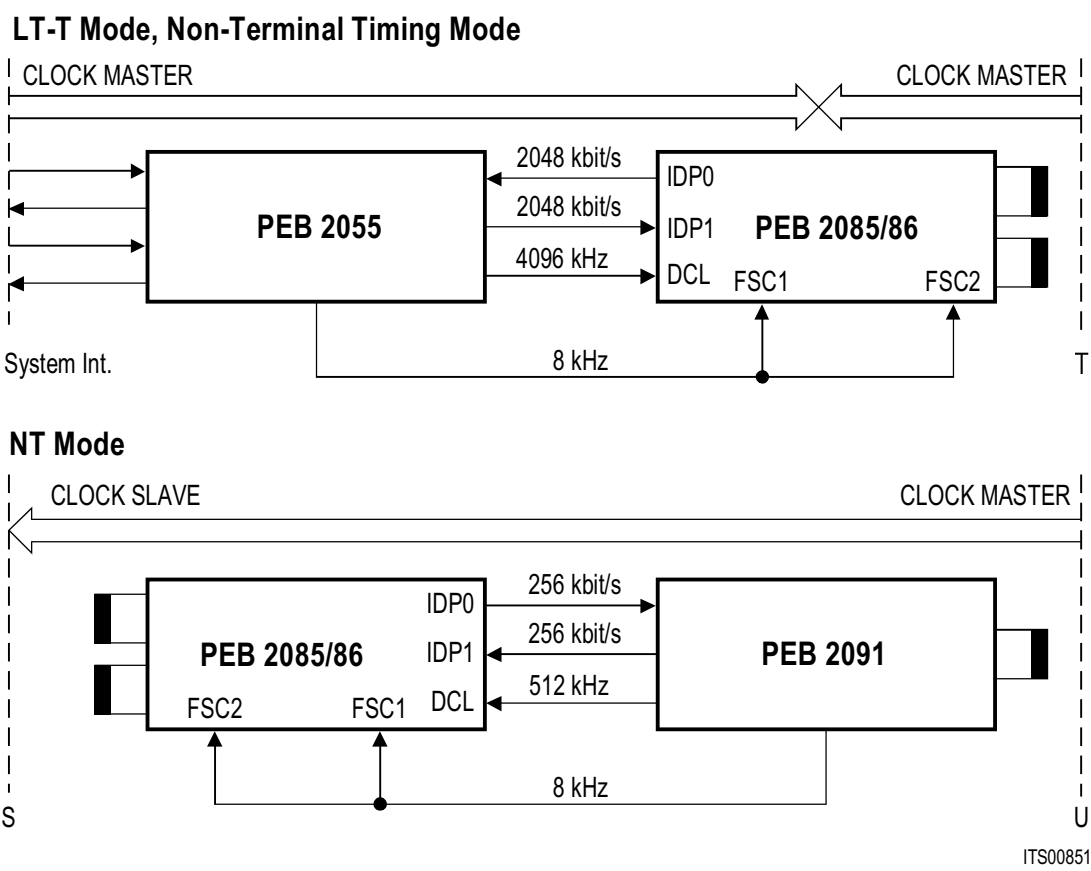 LT-T Mode, Non-Terminal Timing Mode
CLOCK MASTER CLOCK MASTER
2048 kbit/s
IDP0
2048 kbit/s
PEB 2055
IDP1 PEB 2085/86
4096 kHz
DCL FSC1 FSC2
System Int. 8 kHz T
NT Mode
CLOCK SLAVE CLOCK MASTER
IDP0 256 kbit/s
PEB 2085/86 IDP1 256 kbit/s PEB 2091
FSC2 FSC1 DCL 512 kHz
8 kHz
S U
ITS00851